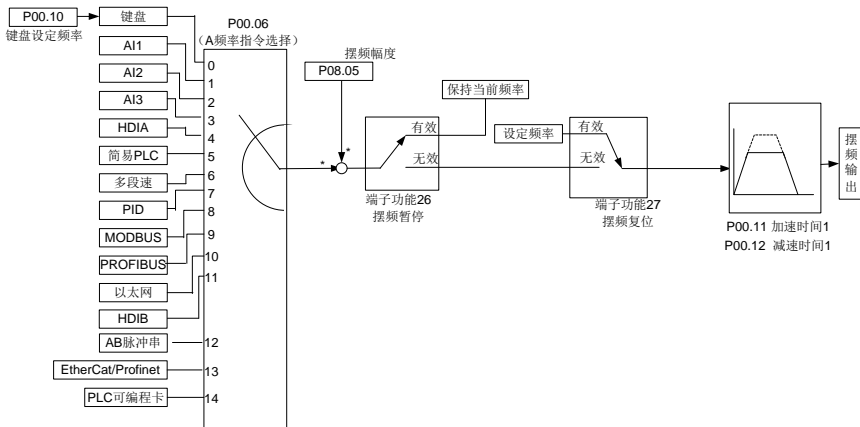 P00.10
键盘设定频率
键盘
AI1
AI2
AI3
HDIA
简易PLC
多段速
PID
MODBUS
PROFIBUS
以太网
HDIB
AB脉冲串
EtherCat/Profinet
PLC可编程卡
P00.06
（A频率指令选择）
0
1
2
3
4
5
6
7
8
9
10
11
12
13
14
摆频幅度
P08.05
*
*
保持当前频率
有效
无效
端子功能26
摆频暂停
设定频率
有效
无效
端子功能27
摆频复位
P00.11 加速时间1
P00.12 减速时间1
摆频输出